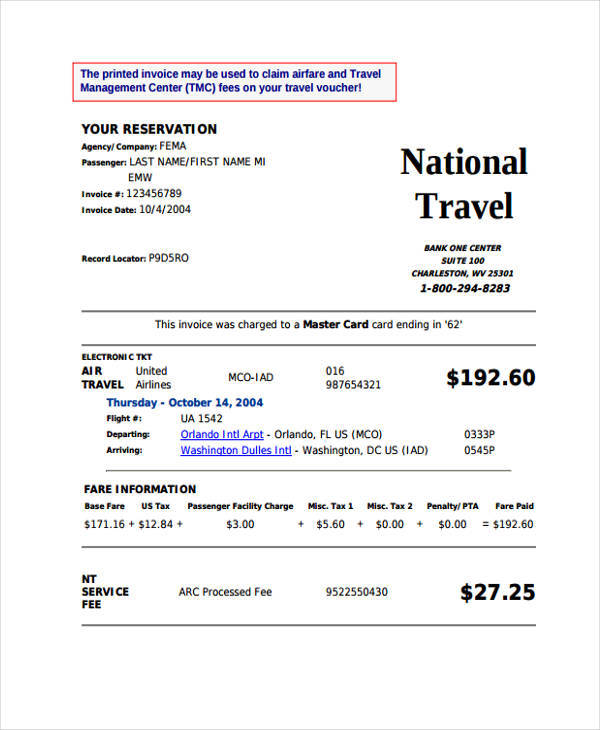 The printed invoice may be used to claim airfare and Travel
Management Center (TMC) fees on your travel voucher!
YOUR RESERVATION
Agency/Company: FEMA
Passenger: LAST NAME/FIRST NAME MI
EMW
Invoice #: 123456789
Invoice Date: 10/4/2004
Record Locator: P9D5RO
National
Travel
BANK ONE CENTER
SUITE 100
CHARLESTON, WV 25301
1-800-294-8283
This invoice was charged to a Master Card card ending in '62'
ELECTRONIC TKT
AIR TRAVEL United Airlines MCO-IAD 016 987654321 $192.60
Thursday - October 14, 2004
Flight #: UA 1542
Departing: Orlando Intl Arpt - Orlando, FL US (MCO) 0333P
Arriving: Washington Dulles Intl - Washington, DC US (IAD) 0545P
FARE INFORMATION
Base Fare US Tax Passenger Facility Charge Misc. Tax 1 Misc. Tax 2 Penalty/PTA Fare Paid
$171.16 + $12.84 + $3.00 + $5.60 + $0.00 + $0.00 = $192.60
NT
SERVICE ARC Processed Fee 9522550430 $27.25
FEE